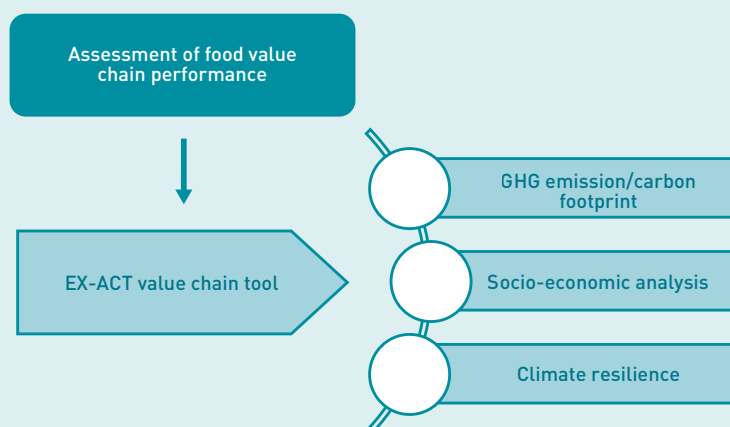 Assessment of food value
chain performance
GHG emission/carbon
footprint
EX-ACT value chain tool
Socio-economic analysis
Climate resilience